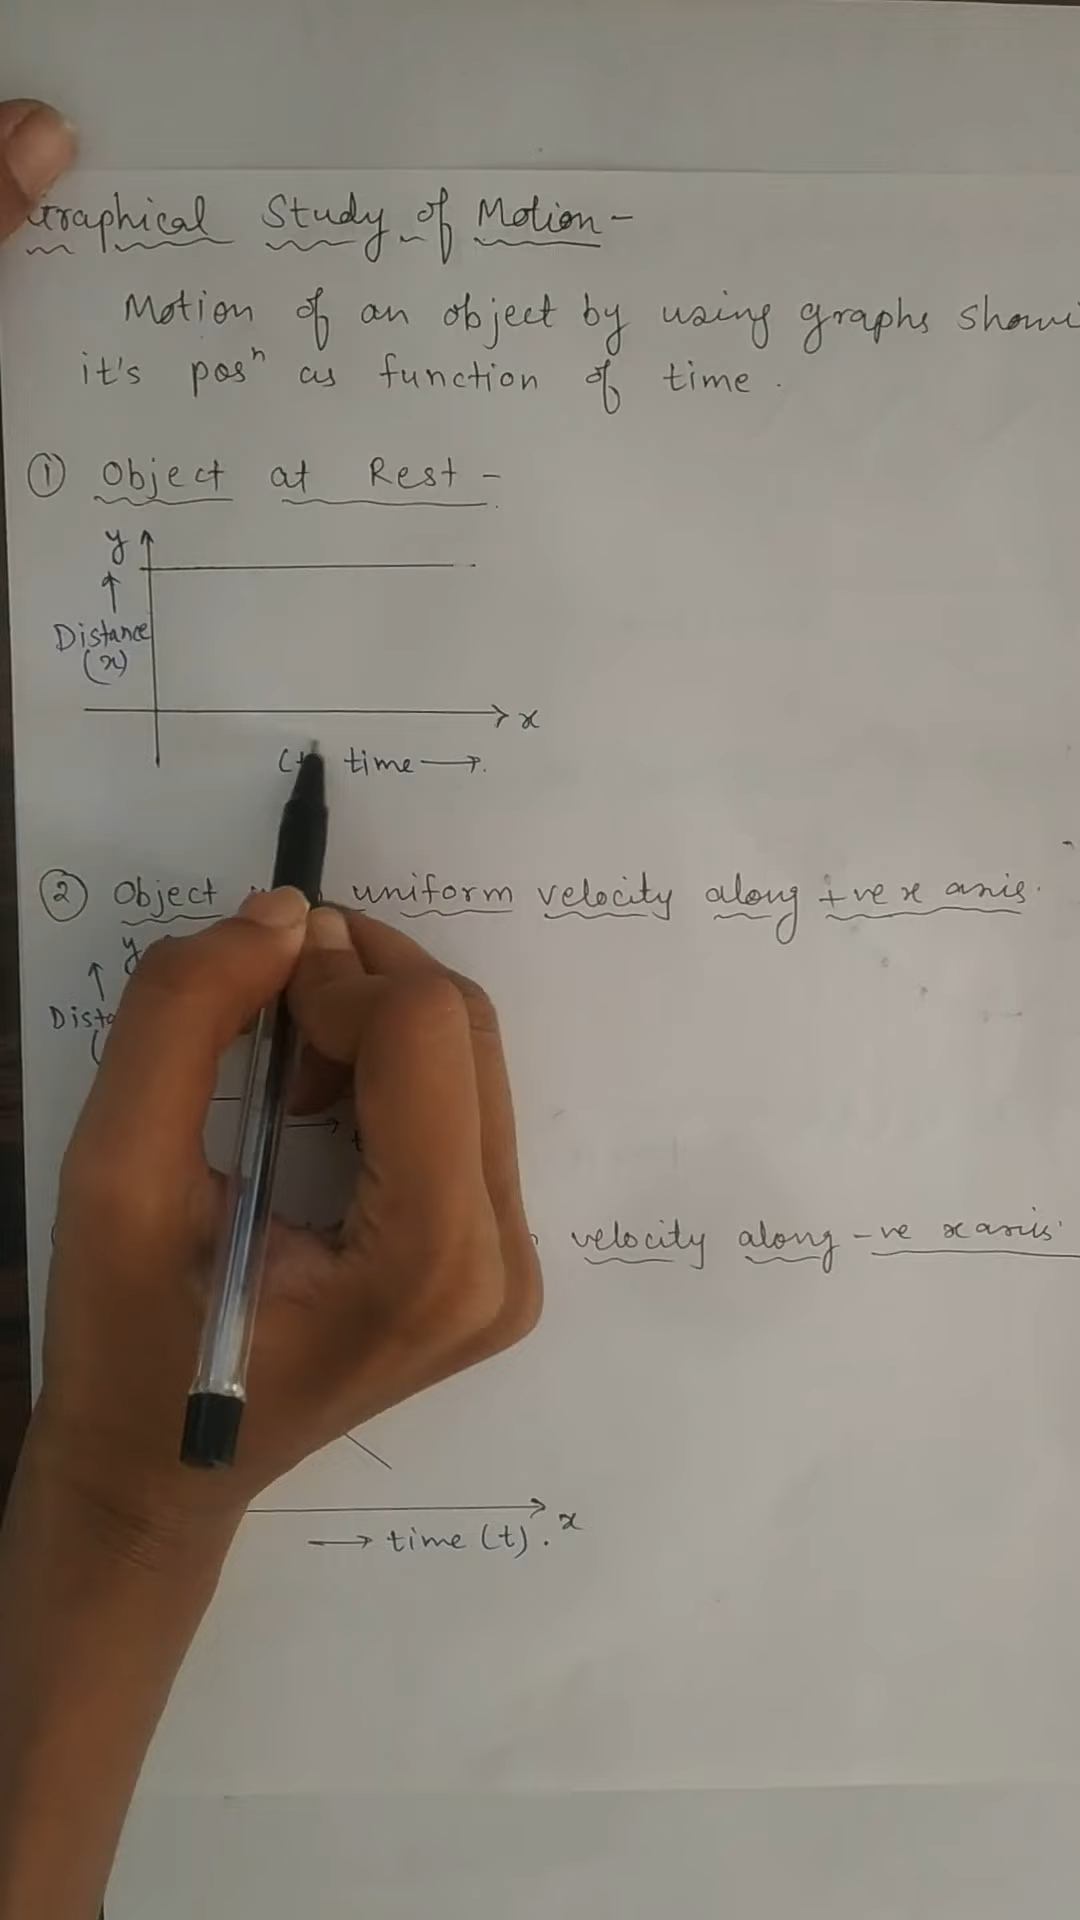 Graphical Study of Motion -
Motion of an object by using graphs showi
it's posⁿ as function of time .
① Object at Rest -
y
Distance
(x)
x
(t time →.
② Object uniform velocity along +ve x axis.
y
Dista
(
t
velocity along -ve x axis.
x
→ time (t) .